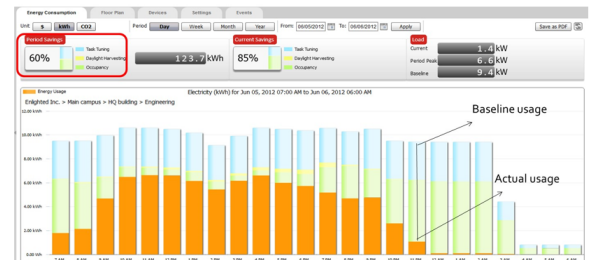 Energy Consumption Floor Plan Devices Settings Events
Unit $ kWh CO2 Period Day Week Month Year From: 06/05/2012 To: 06/06/2012 Apply Save as PDF
Period Savings
60%
Task Tuning
Daylight Harvesting
Occupancy
123.7 kWh
Current Savings
85%
Task Tuning
Daylight Harvesting
Occupancy
Load
Current 1.4 kW
Period Peak 6.6 kW
Baseline 9.4 kW
Energy Usage
Electricity (kWh) for Jun 05, 2012 07:00 AM to Jun 06, 2012 06:00 AM
Enlighted Inc. > Main campus > HQ building > Engineering
12.00 kWh
Baseline usage
10.00 kWh
8.00 kWh
Actual usage
6.00 kWh
4.00 kWh
2.00 kWh
0.00 kWh